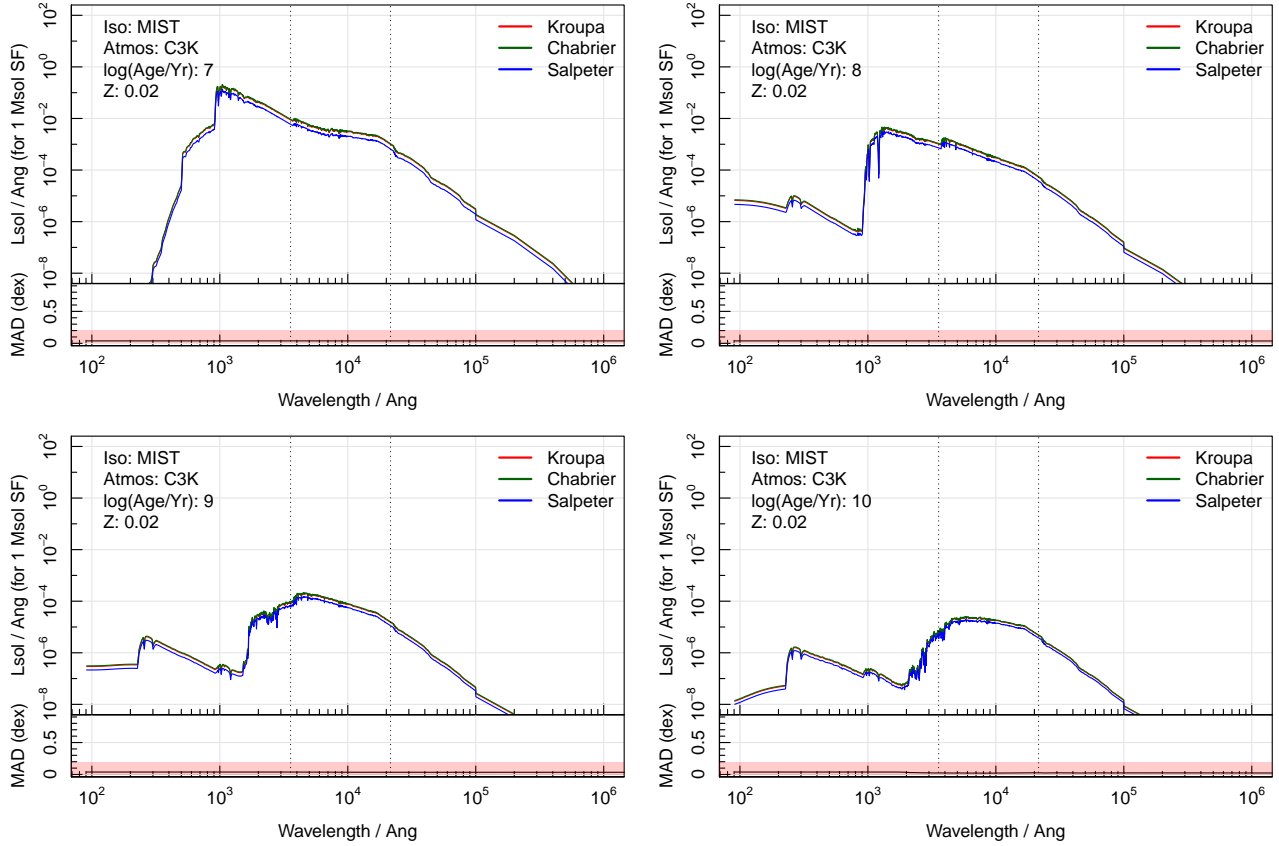 Iso: MIST
Atmos: C3K
log(Age/Yr): 7
Z: 0.02
Kroupa
Chabrier
Salpeter
Lsol / Ang (for 1 Msol SF)
10^2
10^0
10^−2
10^−4
10^−6
10^−8
MAD (dex)
0.5
0
10^2 10^3 10^4 10^5 10^6
Wavelength / Ang
Iso: MIST
Atmos: C3K
log(Age/Yr): 8
Z: 0.02
Kroupa
Chabrier
Salpeter
Lsol / Ang (for 1 Msol SF)
10^2
10^0
10^−2
10^−4
10^−6
10^−8
MAD (dex)
0.5
0
10^2 10^3 10^4 10^5 10^6
Wavelength / Ang
Iso: MIST
Atmos: C3K
log(Age/Yr): 9
Z: 0.02
Kroupa
Chabrier
Salpeter
Lsol / Ang (for 1 Msol SF)
10^2
10^0
10^−2
10^−4
10^−6
10^−8
MAD (dex)
0.5
0
10^2 10^3 10^4 10^5 10^6
Wavelength / Ang
Iso: MIST
Atmos: C3K
log(Age/Yr): 10
Z: 0.02
Kroupa
Chabrier
Salpeter
Lsol / Ang (for 1 Msol SF)
10^2
10^0
10^−2
10^−4
10^−6
10^−8
MAD (dex)
0.5
0
10^2 10^3 10^4 10^5 10^6
Wavelength / Ang